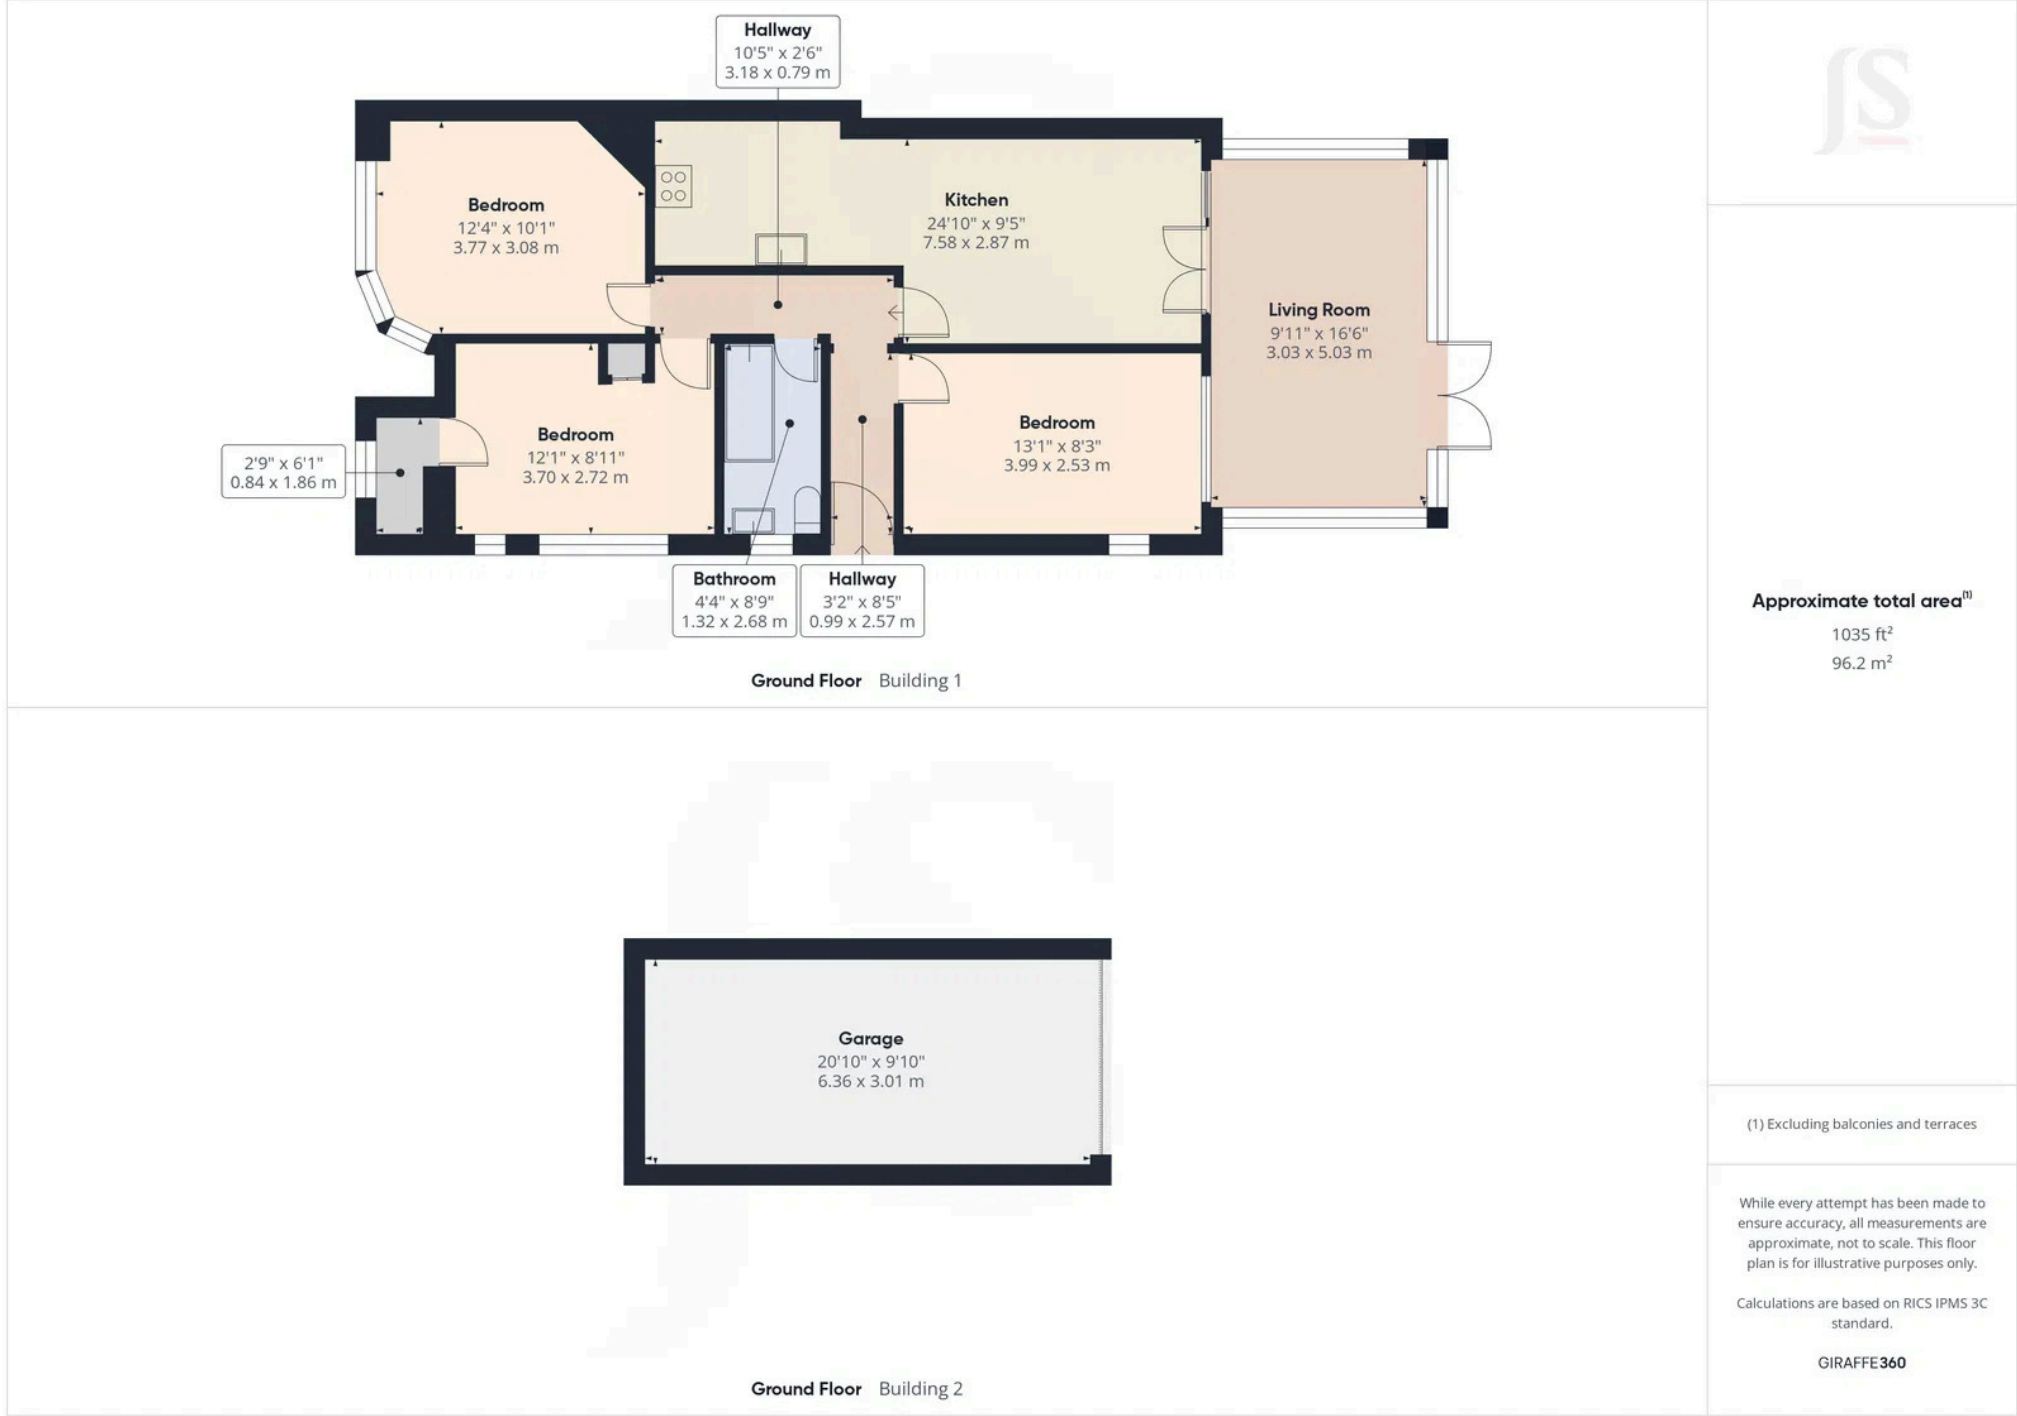 Hallway
10'5" x 2'6"
3.18 x 0.79 m
Bedroom
12'4" x 10'1"
3.77 x 3.08 m
Kitchen
24'10" x 9'5"
7.58 x 2.87 m
Living Room
9'11" x 16'6"
3.03 x 5.03 m
Bedroom
12'1" x 8'11"
3.70 x 2.72 m
Bedroom
13'1" x 8'3"
3.99 x 2.53 m
2'9" x 6'1"
0.84 x 1.86 m
Bathroom
4'4" x 8'9"
1.32 x 2.68 m
Hallway
3'2" x 8'5"
0.99 x 2.57 m
Ground Floor Building 1
Garage
20'10" x 9'10"
6.36 x 3.01 m
Ground Floor Building 2
JS
Approximate total area(1)
1035 ft²
96.2 m²
(1) Excluding balconies and terraces
While every attempt has been made to
ensure accuracy, all measurements are
approximate, not to scale. This floor
plan is for illustrative purposes only.
Calculations are based on RICS IPMS 3C
standard.
GIRAFFE360